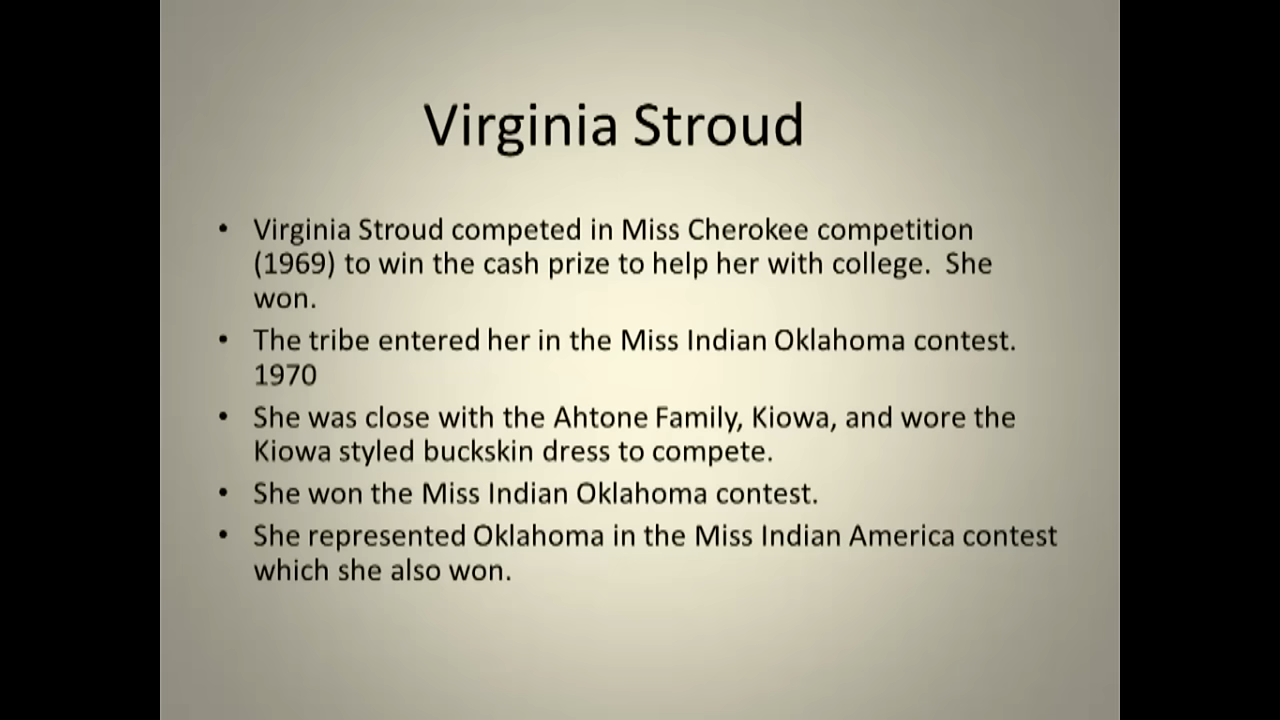 Virginia Stroud
• Virginia Stroud competed in Miss Cherokee competition
(1969) to win the cash prize to help her with college.  She
won.
• The tribe entered her in the Miss Indian Oklahoma contest.
1970
• She was close with the Ahtone Family, Kiowa, and wore the
Kiowa styled buckskin dress to compete.
• She won the Miss Indian Oklahoma contest.
• She represented Oklahoma in the Miss Indian America contest
which she also won.